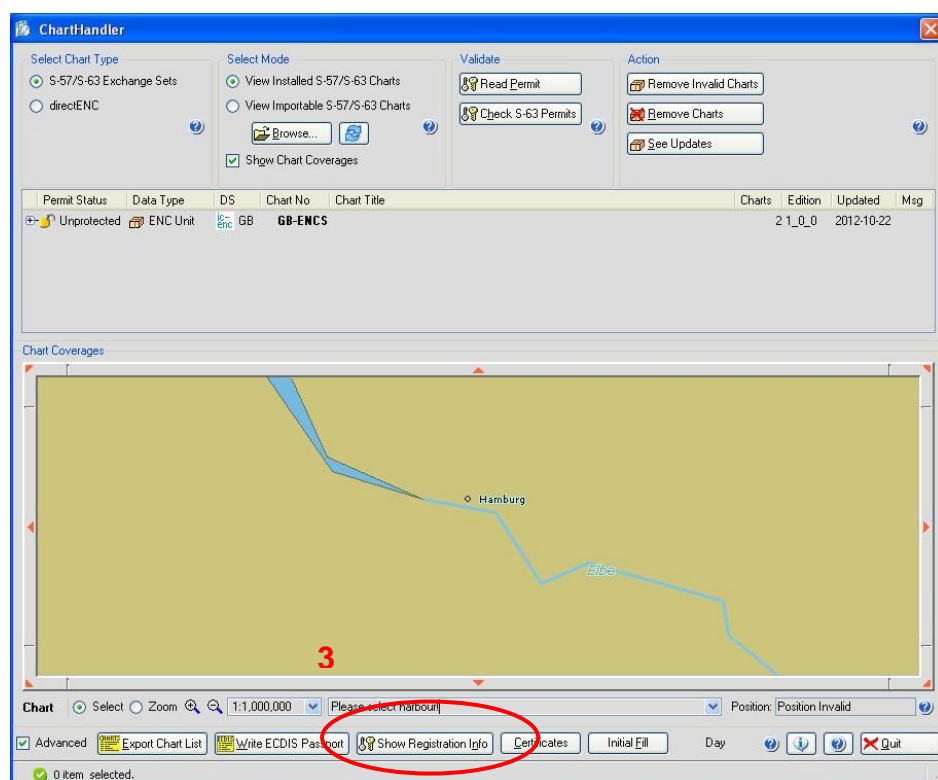 ChartHandler
Select Chart Type
S-57/S-63 Exchange Sets
directENC
Select Mode
View Installed S-57/S-63 Charts
View Importable S-57/S-63 Charts
Browse...
Show Chart Coverages
Validate
Read Permit
Check S-63 Permits
Action
Remove Invalid Charts
Remove Charts
See Updates
Permit Status Data Type DS Chart No Chart Title Charts Edition Updated Msg
Unprotected ENC Unit ic-enc GB GB-ENCS 2 1_0_0 2012-10-22
Chart Coverages
Hamburg
Elbe
3
Chart Select Zoom 1:1,000,000 Please select harbour! Position: Position Invalid
Advanced Export Chart List Write ECDIS Passport Show Registration Info Certificates Initial Fill Day Quit
0 item selected.